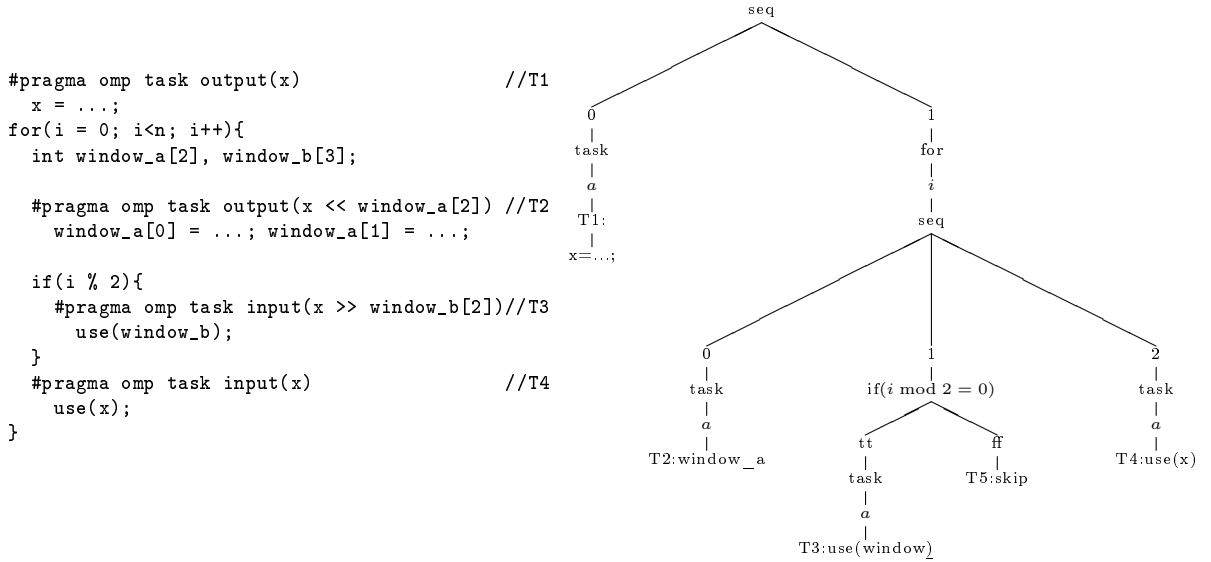 #pragma omp task output(x) //T1
x = ...;
for(i = 0; i<n; i++){
int window_a[2], window_b[3];
#pragma omp task output(x << window_a[2]) //T2
window_a[0] = ...; window_a[1] = ...;
if(i % 2){
#pragma omp task input(x >> window_b[2])//T3
use(window_b);
}
#pragma omp task input(x) //T4
use(x);
}
seq
0 1
task for
a i
T1: seq
x=...;
0 1 2
task if(i mod 2 = 0) task
a tt ff a
T2:window_a task T5:skip T4:use(x)
a
T3:use(window_)